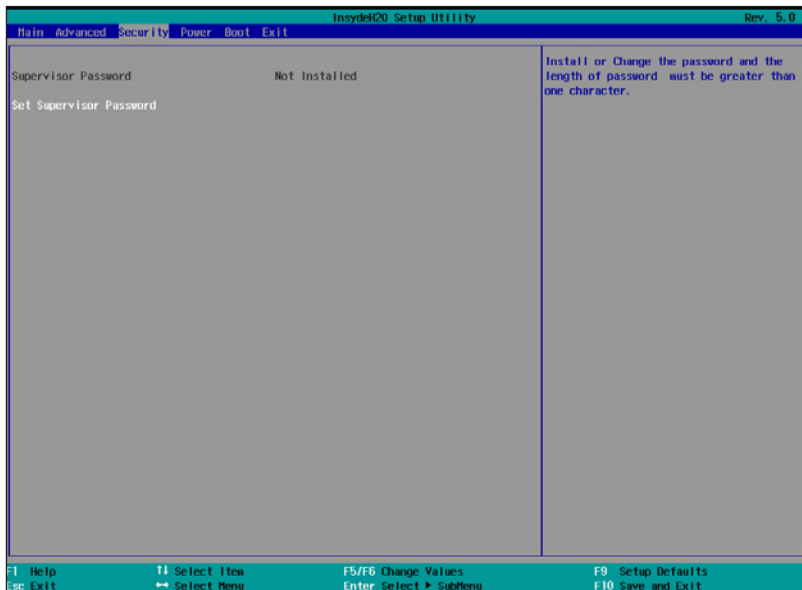 InsydeH20 Setup Utility Rev. 5.0
Main Advanced Security Power Boot Exit
Supervisor Password Not Installed
Set Supervisor Password
Install or Change the password and the
length of password must be greater than
one character.
F1 Help ↑↓ Select Item F5/F6 Change Values F9 Setup Defaults
Esc Exit ↔ Select Menu Enter Select ▶ SubMenu F10 Save and Exit